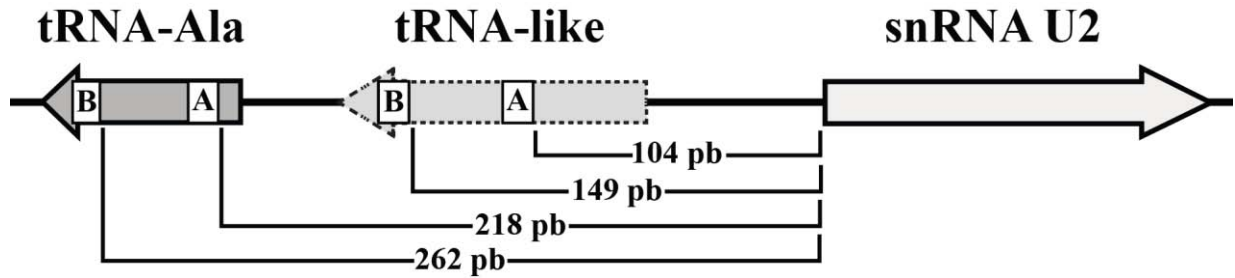 tRNA-Ala tRNA-like snRNA U2
B A B A
104 pb
149 pb
218 pb
262 pb